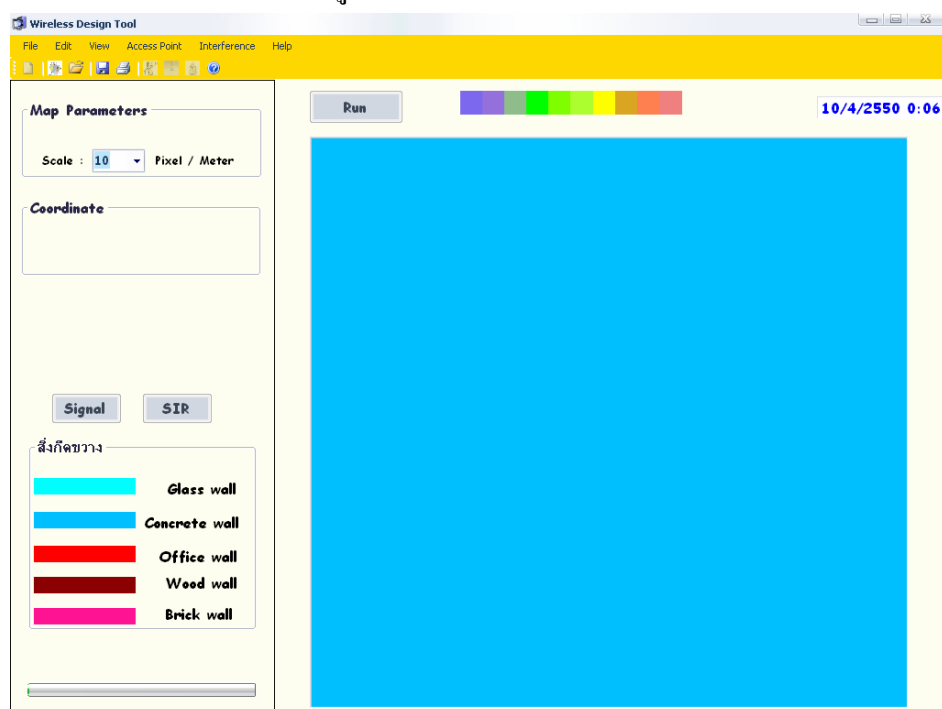 Wireless Design Tool
File Edit View Access Point Interference Help
Map Parameters
Scale : 10 Pixel / Meter
Coordinate
Run
10/4/2550 0:06
Signal SIR
สิ่งกีดขวาง
Glass wall
Concrete wall
Office wall
Wood wall
Brick wall